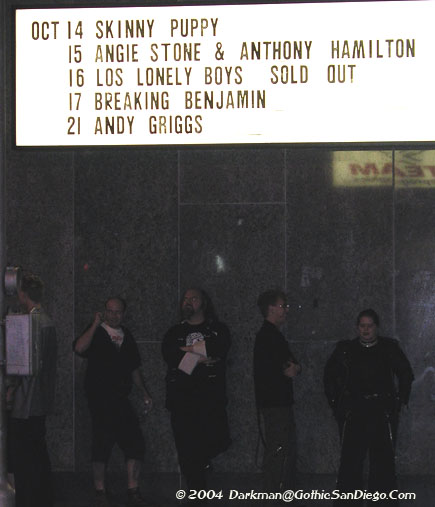 OCT 14 SKINNY PUPPY
15 ANGIE STONE & ANTHONY HAMILTON
16 LOS LONELY BOYS SOLD OUT
17 BREAKING BENJAMIN
21 ANDY GRIGGS
TEAM
© 2004 Darkman@GothicSanDiego.Com